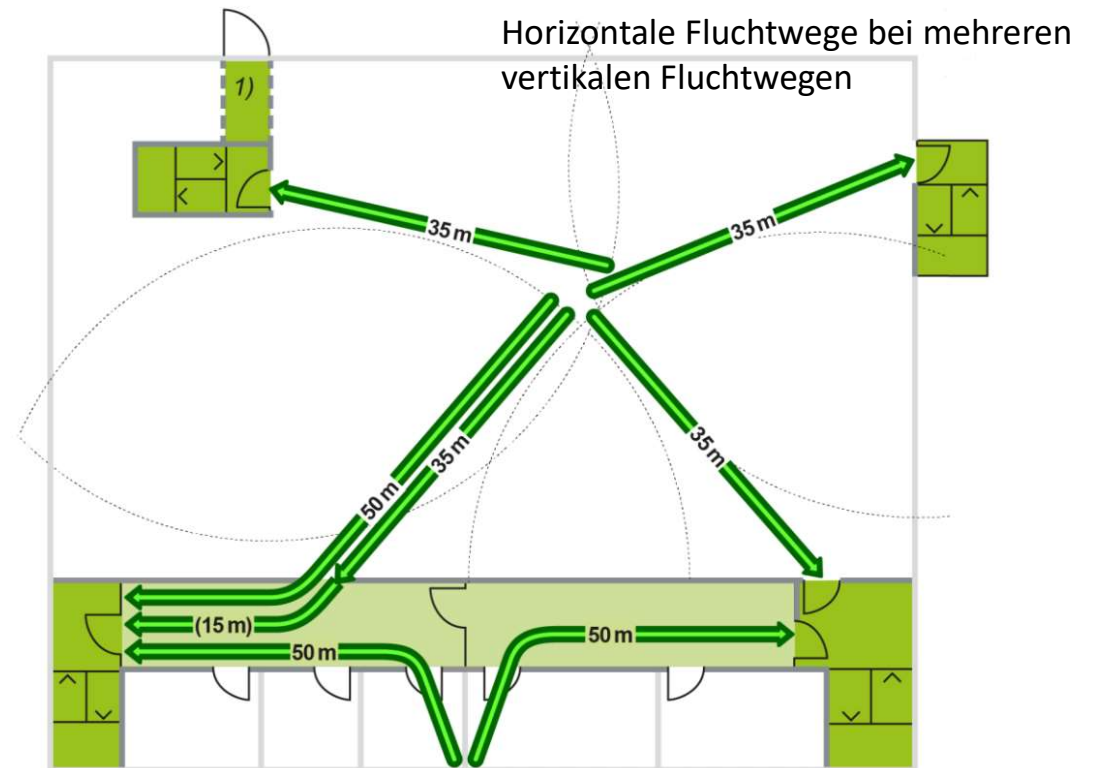 Horizontale Fluchtwege bei mehreren
vertikalen Fluchtwegen
1)
35 m
35 m
35 m
35 m
50 m
(15 m)
50 m
50 m